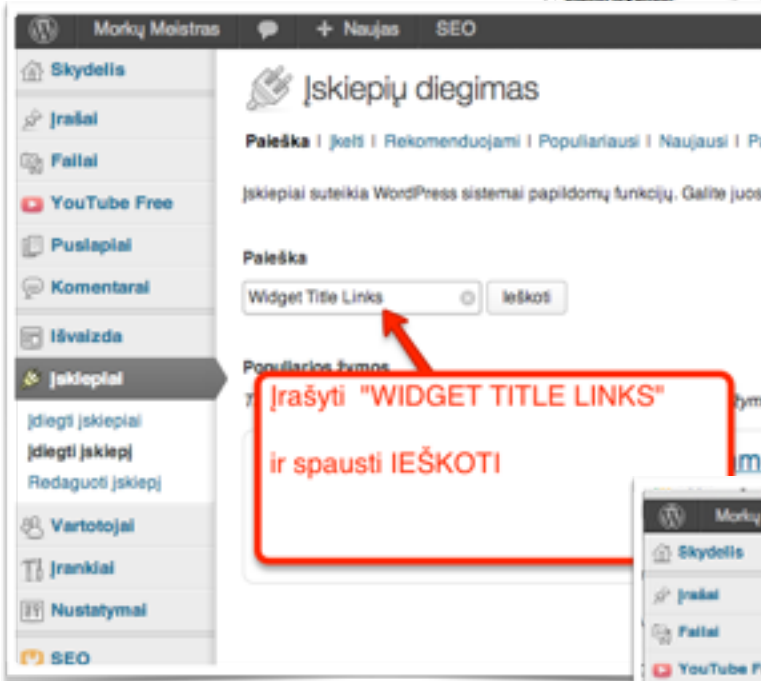 Morkų Meistras + Naujas SEO
Skydelis
Įrašai
Failai
YouTube Free
Puslapiai
Komentarai
Išvaizda
Įskiepiai
Įdiegti įskiepiai
Įdiegti įskiepį
Redaguoti įskiepį
Vartotojai
Įrankiai
Nustatymai
SEO
Įskiepių diegimas
Paieška | Įkelti | Rekomenduojami | Populiariausi | Naujausi |
Įskiepiai suteikia WordPress sistemai papildomų funkcijų. Galite juos
Paieška
Widget Title Links
Ieškoti
Populiarios žymos
Įrašyti "WIDGET TITLE LINKS"
ir spausti IEŠKOTI
Skydelis
Įrašai
Failai
YouTube